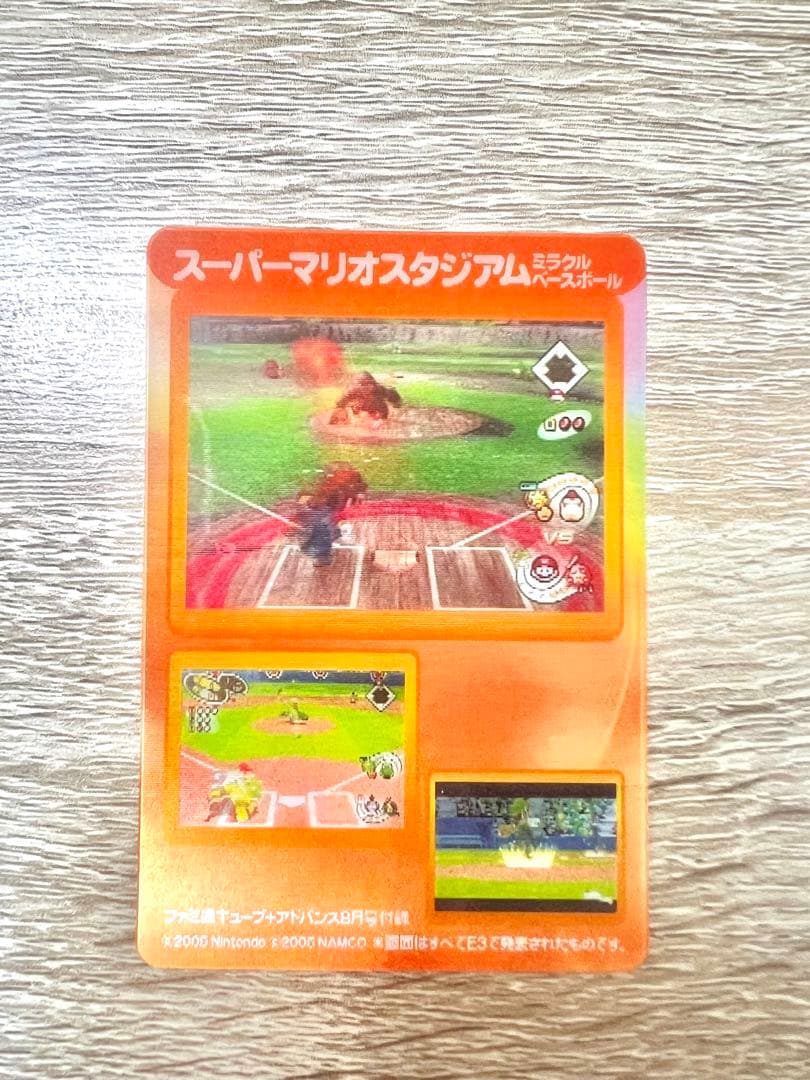 スーパーマリオスタジアム
ミラクル
ベースボール
VS
ファミ通キューブ+アドバンス8月号付録
©2005 Nintendo ©2005 NAMCO ※画面はすべてE3で発表されたものです。